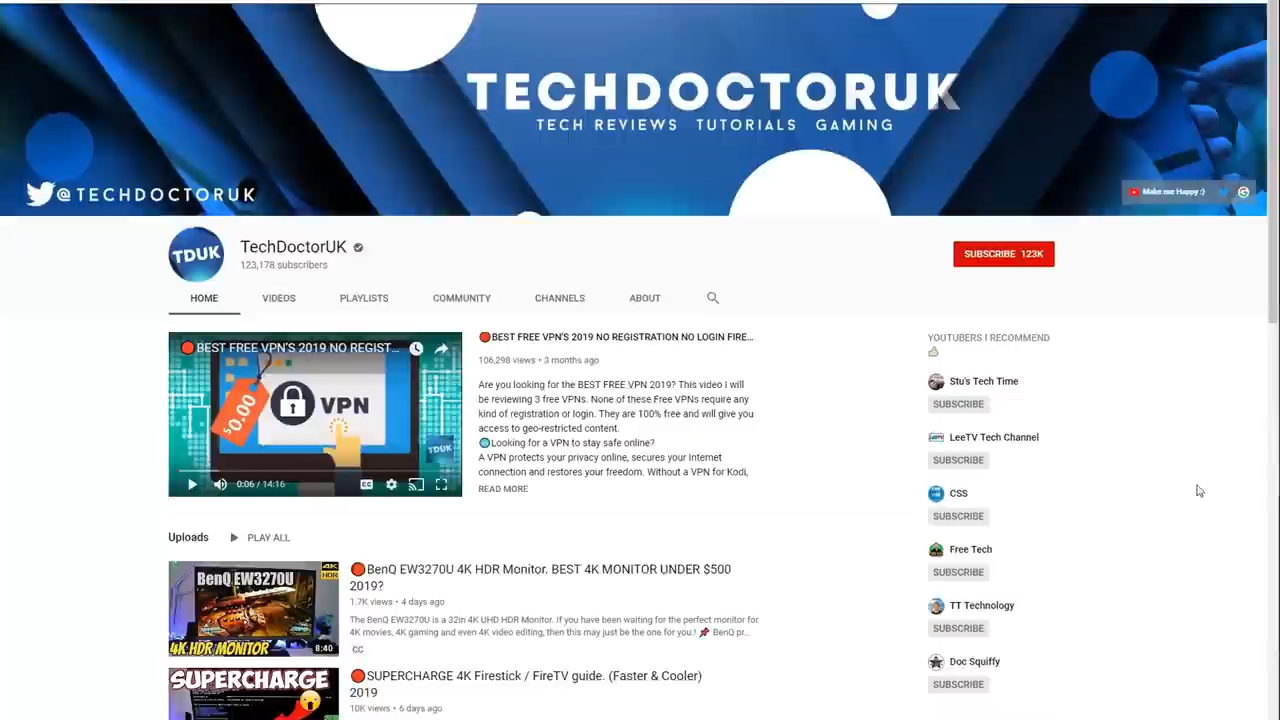 TECHDOCTORUK
TECH REVIEWS TUTORIALS GAMING
@TECHDOCTORUK
Make me Happy :)
TDUK
TechDoctorUK
123,178 subscribers
SUBSCRIBE 123K
HOME
VIDEOS
PLAYLISTS
COMMUNITY
CHANNELS
ABOUT
BEST FREE VPN'S 2019 NO REGIST...
$0.00
VPN
TDUK
0:06 / 14:16
CC
BEST FREE VPN'S 2019 NO REGISTRATION NO LOGIN FIRE...
106,298 views • 3 months ago
Are you looking for the BEST FREE VPN 2019? This video I will
be reviewing 3 free VPNs. None of these Free VPNs require any
kind of registration or login. They are 100% free and will give you
access to geo-restricted content.
Looking for a VPN to stay safe online?
A VPN protects your privacy online, secures your Internet
connection and restores your freedom. Without a VPN for Kodi,
READ MORE
YOUTUBERS I RECOMMEND
Stu's Tech Time
SUBSCRIBE
LeeTV Tech Channel
SUBSCRIBE
CSS
SUBSCRIBE
Free Tech
SUBSCRIBE
TT Technology
SUBSCRIBE
Doc Squiffy
SUBSCRIBE
Uploads
PLAY ALL
BenQ EW3270U
4K
HDR
4K HDR MONITOR
8:40
BenQ EW3270U 4K HDR Monitor. BEST 4K MONITOR UNDER $500
2019?
1.7K views • 4 days ago
The BenQ EW3270U is a 32in 4K UHD HDR Monitor. If you have been waiting for the perfect monitor for
4K movies, 4K gaming and even 4K video editing, then this may just be the one for you.! BenQ pr...
CC
SUPERCHARGE
SUPERCHARGE 4K Firestick / FireTV guide. (Faster & Cooler)
2019
10K views • 6 days ago